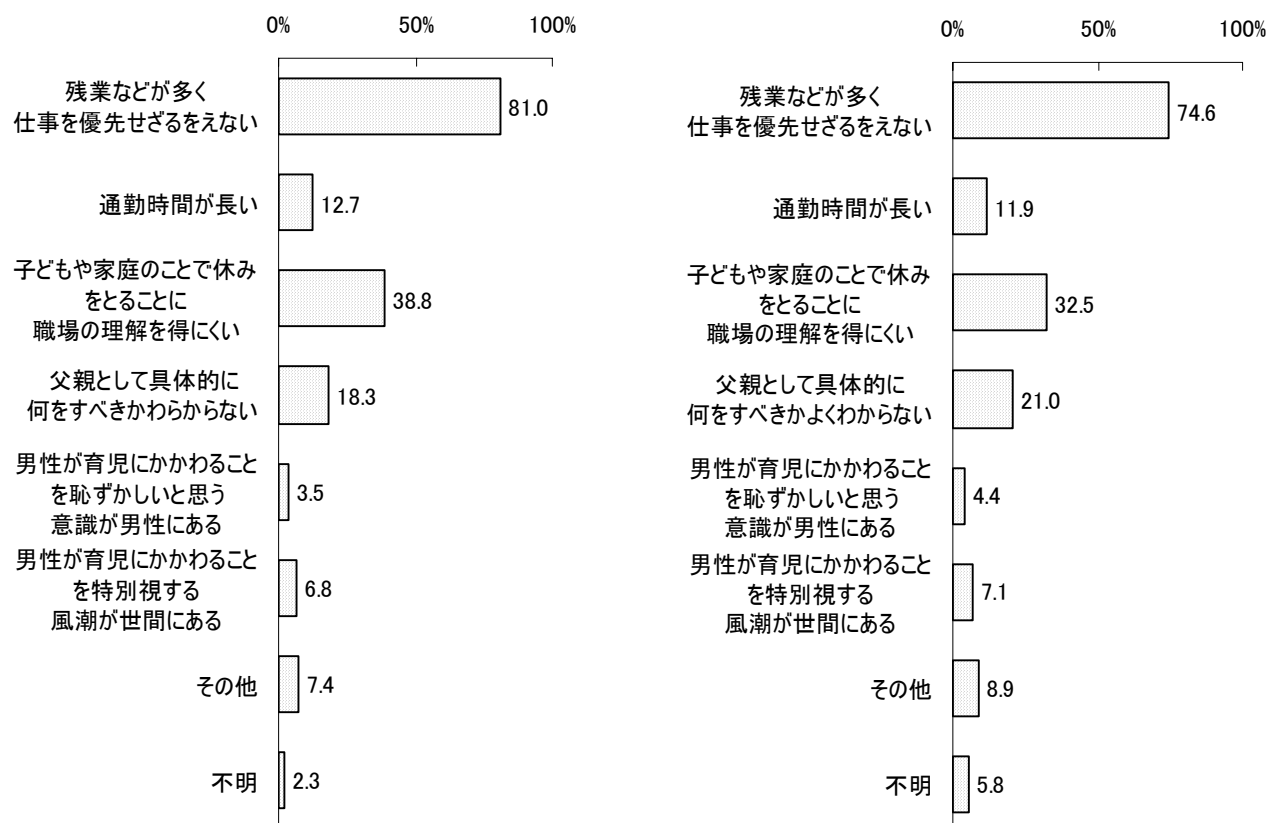 0%
50%
100%
残業などが多く
仕事を優先せざるをえない
81.0
通勤時間が長い
12.7
子どもや家庭のことで休み
をとることに
職場の理解を得にくい
38.8
父親として具体的に
何をすべきかわらからない
18.3
男性が育児にかかわること
を恥ずかしいと思う
意識が男性にある
3.5
男性が育児にかかわること
を特別視する
風潮が世間にある
6.8
その他
7.4
不明
2.3
0%
50%
100%
残業などが多く
仕事を優先せざるをえない
74.6
通勤時間が長い
11.9
子どもや家庭のことで休み
をとることに
職場の理解を得にくい
32.5
父親として具体的に
何をすべきかよくわからない
21.0
男性が育児にかかわること
を恥ずかしいと思う
意識が男性にある
4.4
男性が育児にかかわること
を特別視する
風潮が世間にある
7.1
その他
8.9
不明
5.8